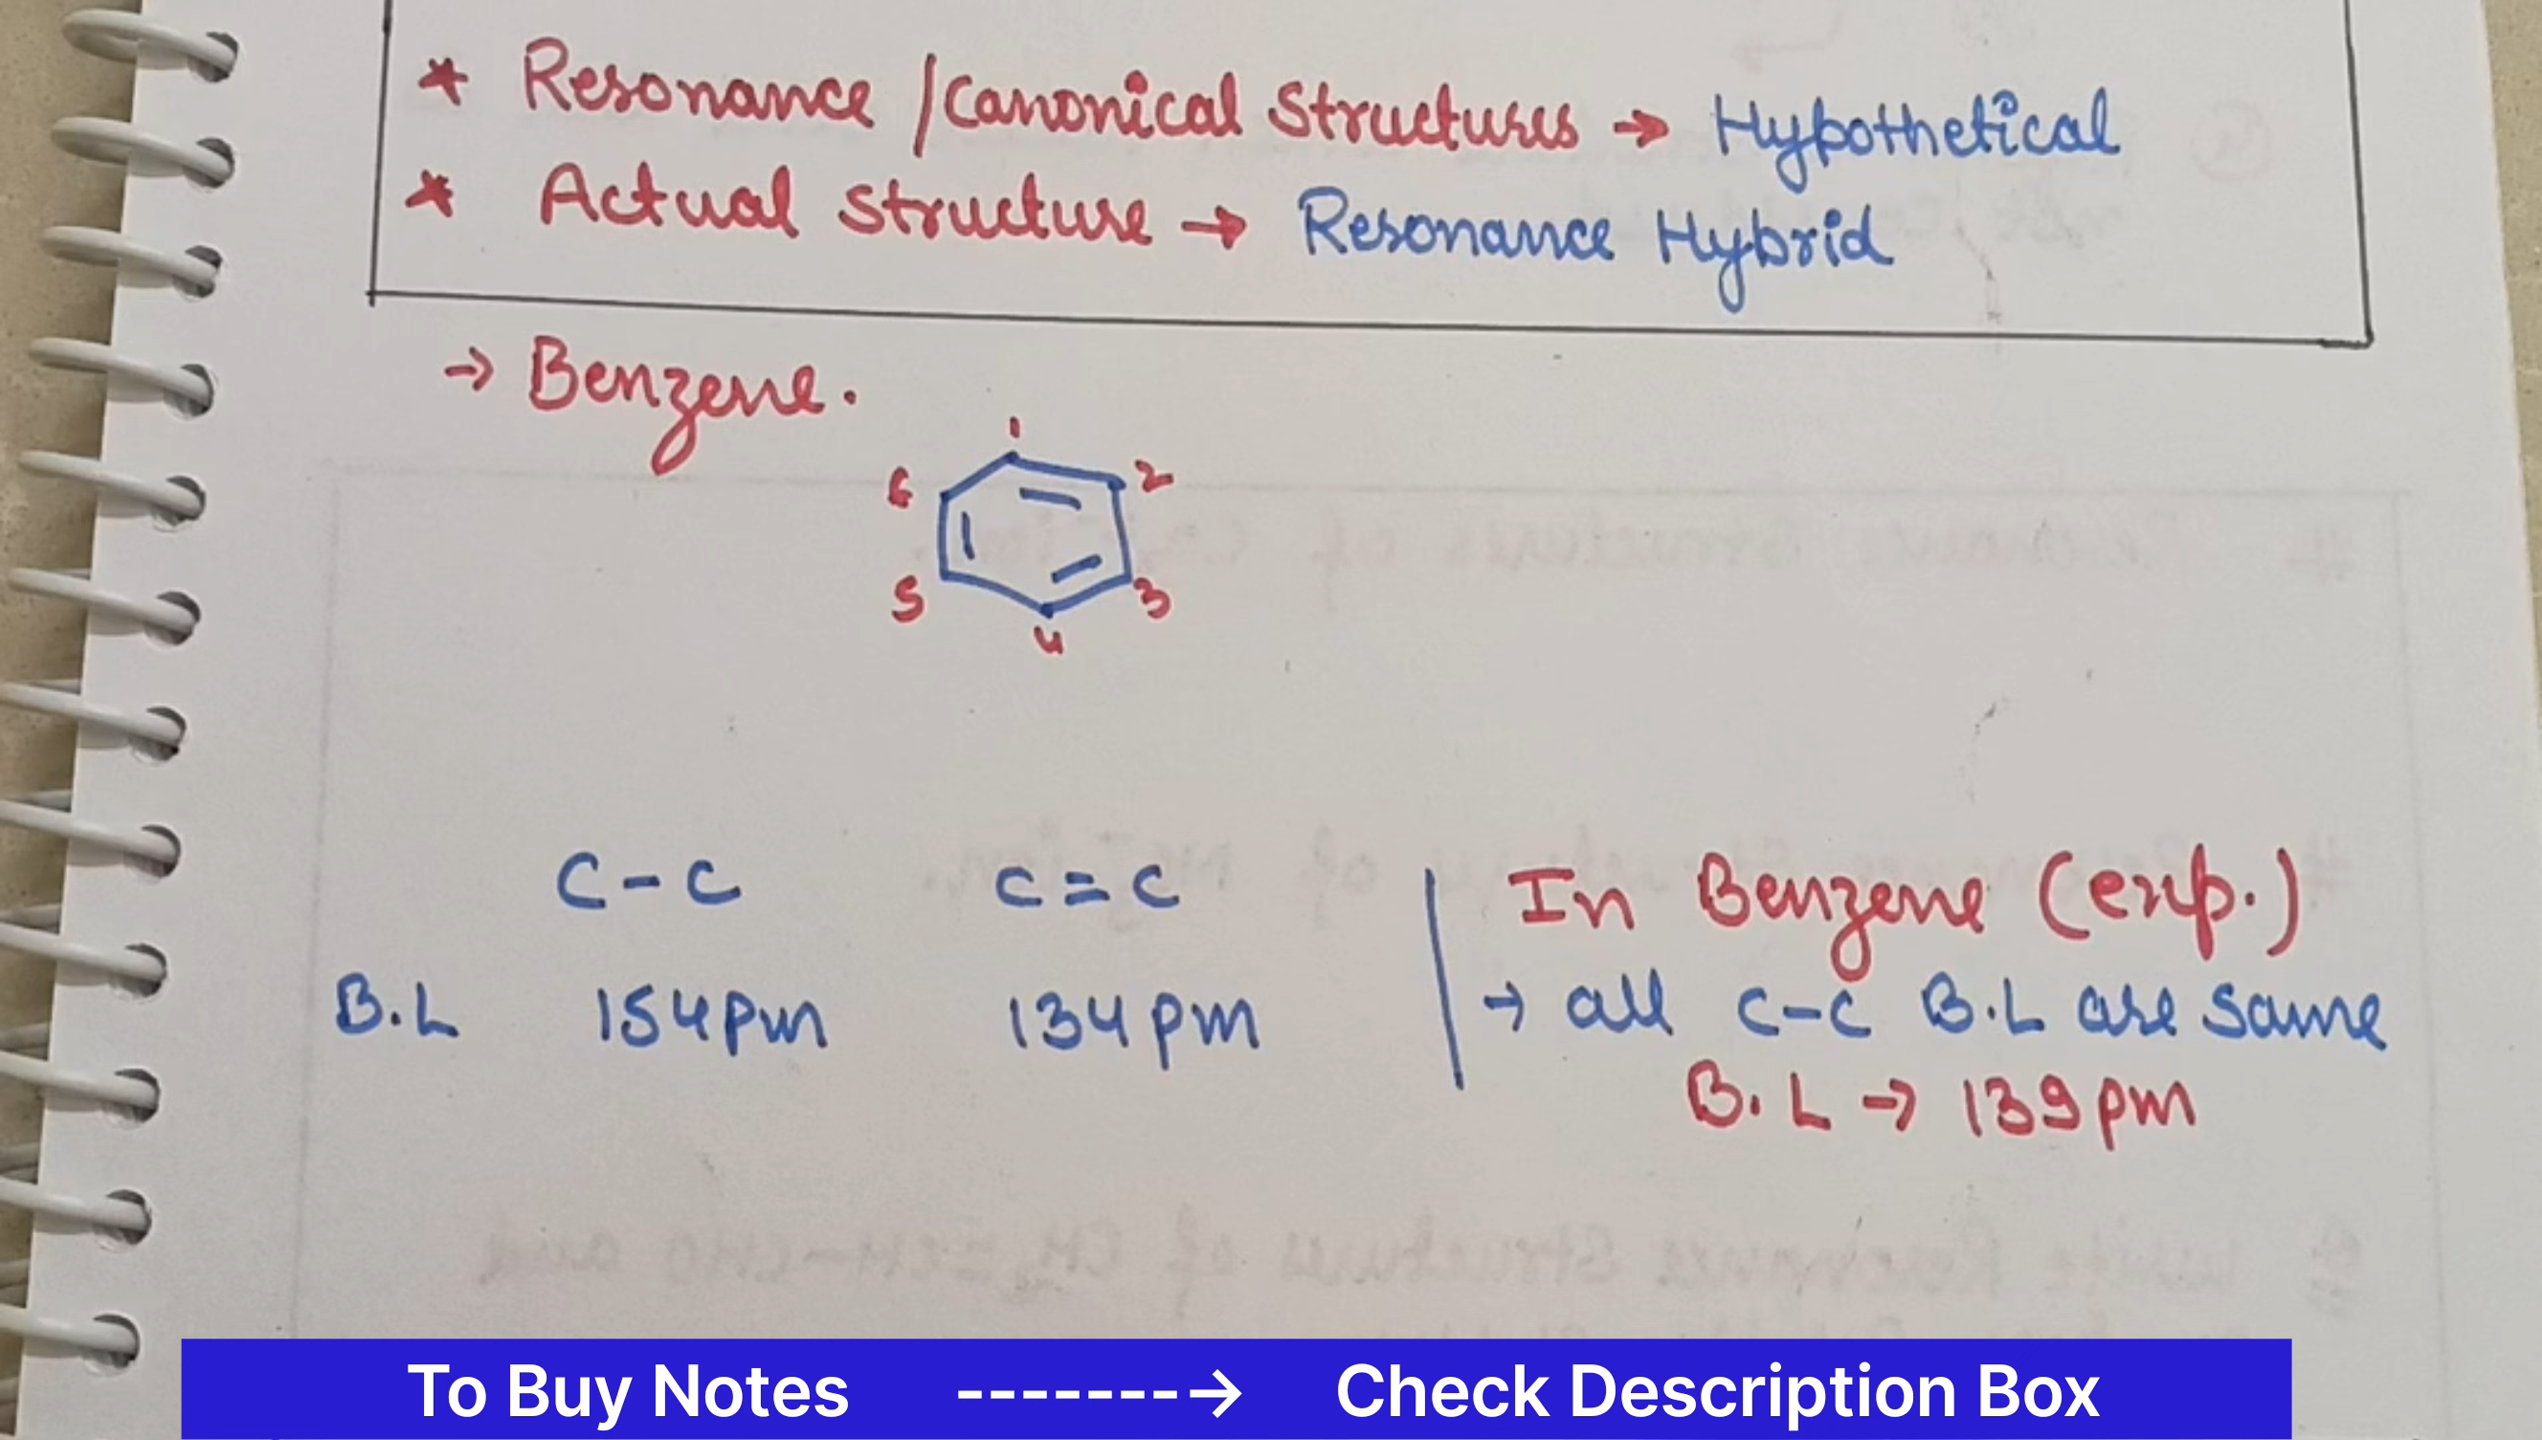 * Resonance /Canonical Structures → Hypothetical
* Actual structure → Resonance Hybrid
→ Benzene.
1
6 2
5 3
4
C-C C=C | In Benzene (exp.)
B.L 154pm 134pm | → all C-C B.L are same
B.L → 139pm
To Buy Notes -------→ Check Description Box